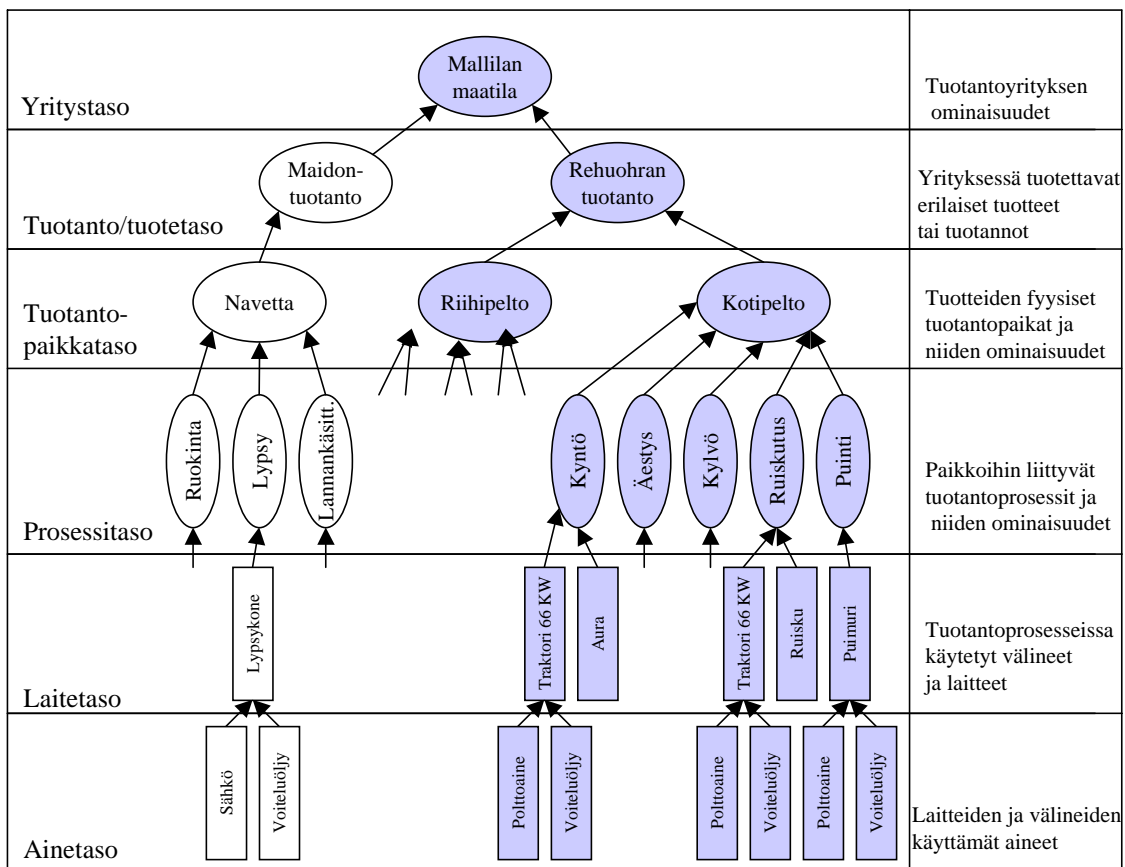 Mallilan
maatila
Yritystaso
Tuotantoyrityksen
ominaisuudet
Maidon-
tuotanto
Rehuohran
tuotanto
Tuotanto/tuotetaso
Yrityksessä tuotettavat
erilaiset tuotteet
tai tuotannot
Navetta
Riihipelto
Kotipelto
Tuotanto-
paikkataso
Tuotteiden fyysiset
tuotantopaikat ja
niiden ominaisuudet
Ruokinta
Lypsy
Lannankäsitt.
Kyntö
Äestys
Kylvö
Ruiskutus
Puinti
Prosessitaso
Paikkoihin liittyvät
tuotantoprosessit ja
niiden ominaisuudet
Lypsykone
Traktori 66 KW
Aura
Traktori 66 KW
Ruisku
Puimuri
Laitetaso
Tuotantoprosesseissa
käytetyt välineet
ja laitteet
Sähkö
Voiteluöljy
Polttoaine
Voiteluöljy
Polttoaine
Voiteluöljy
Polttoaine
Voiteluöljy
Ainetaso
Laitteiden ja välineiden
käyttämät aineet